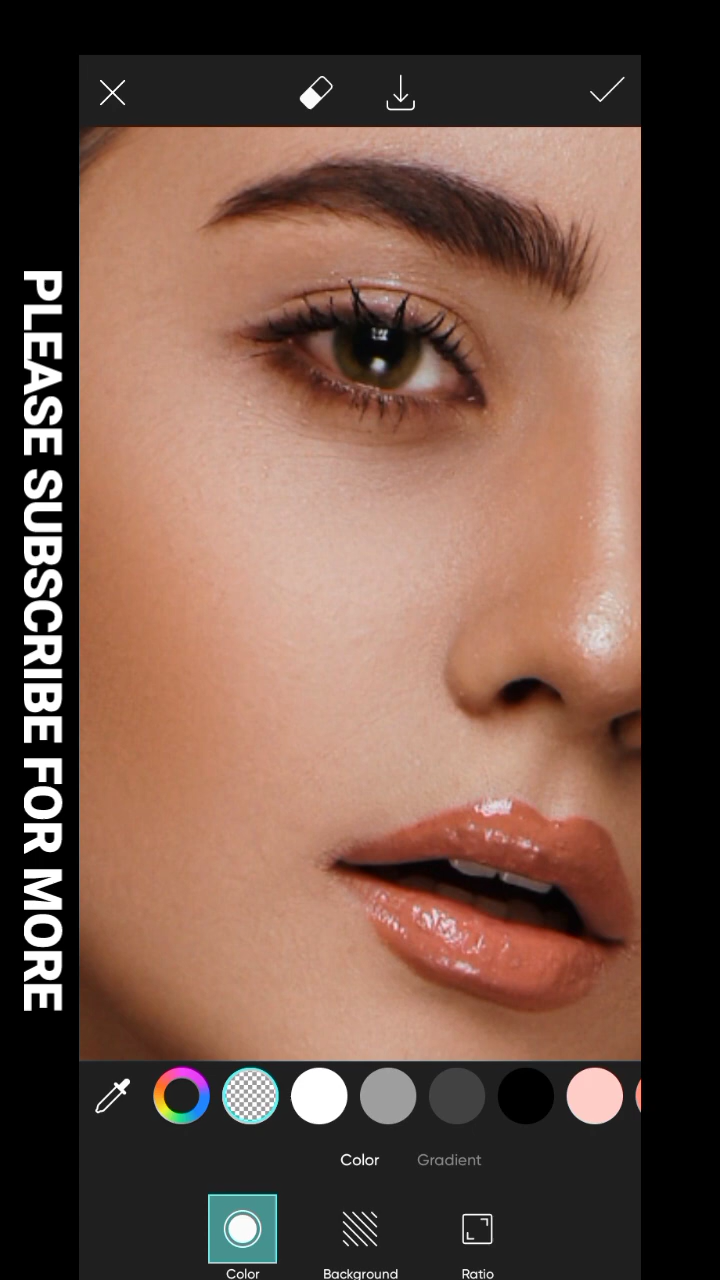 PLEASE SUBSCRIBE FOR MORE
Color
Gradient
Color
Background
Ratio